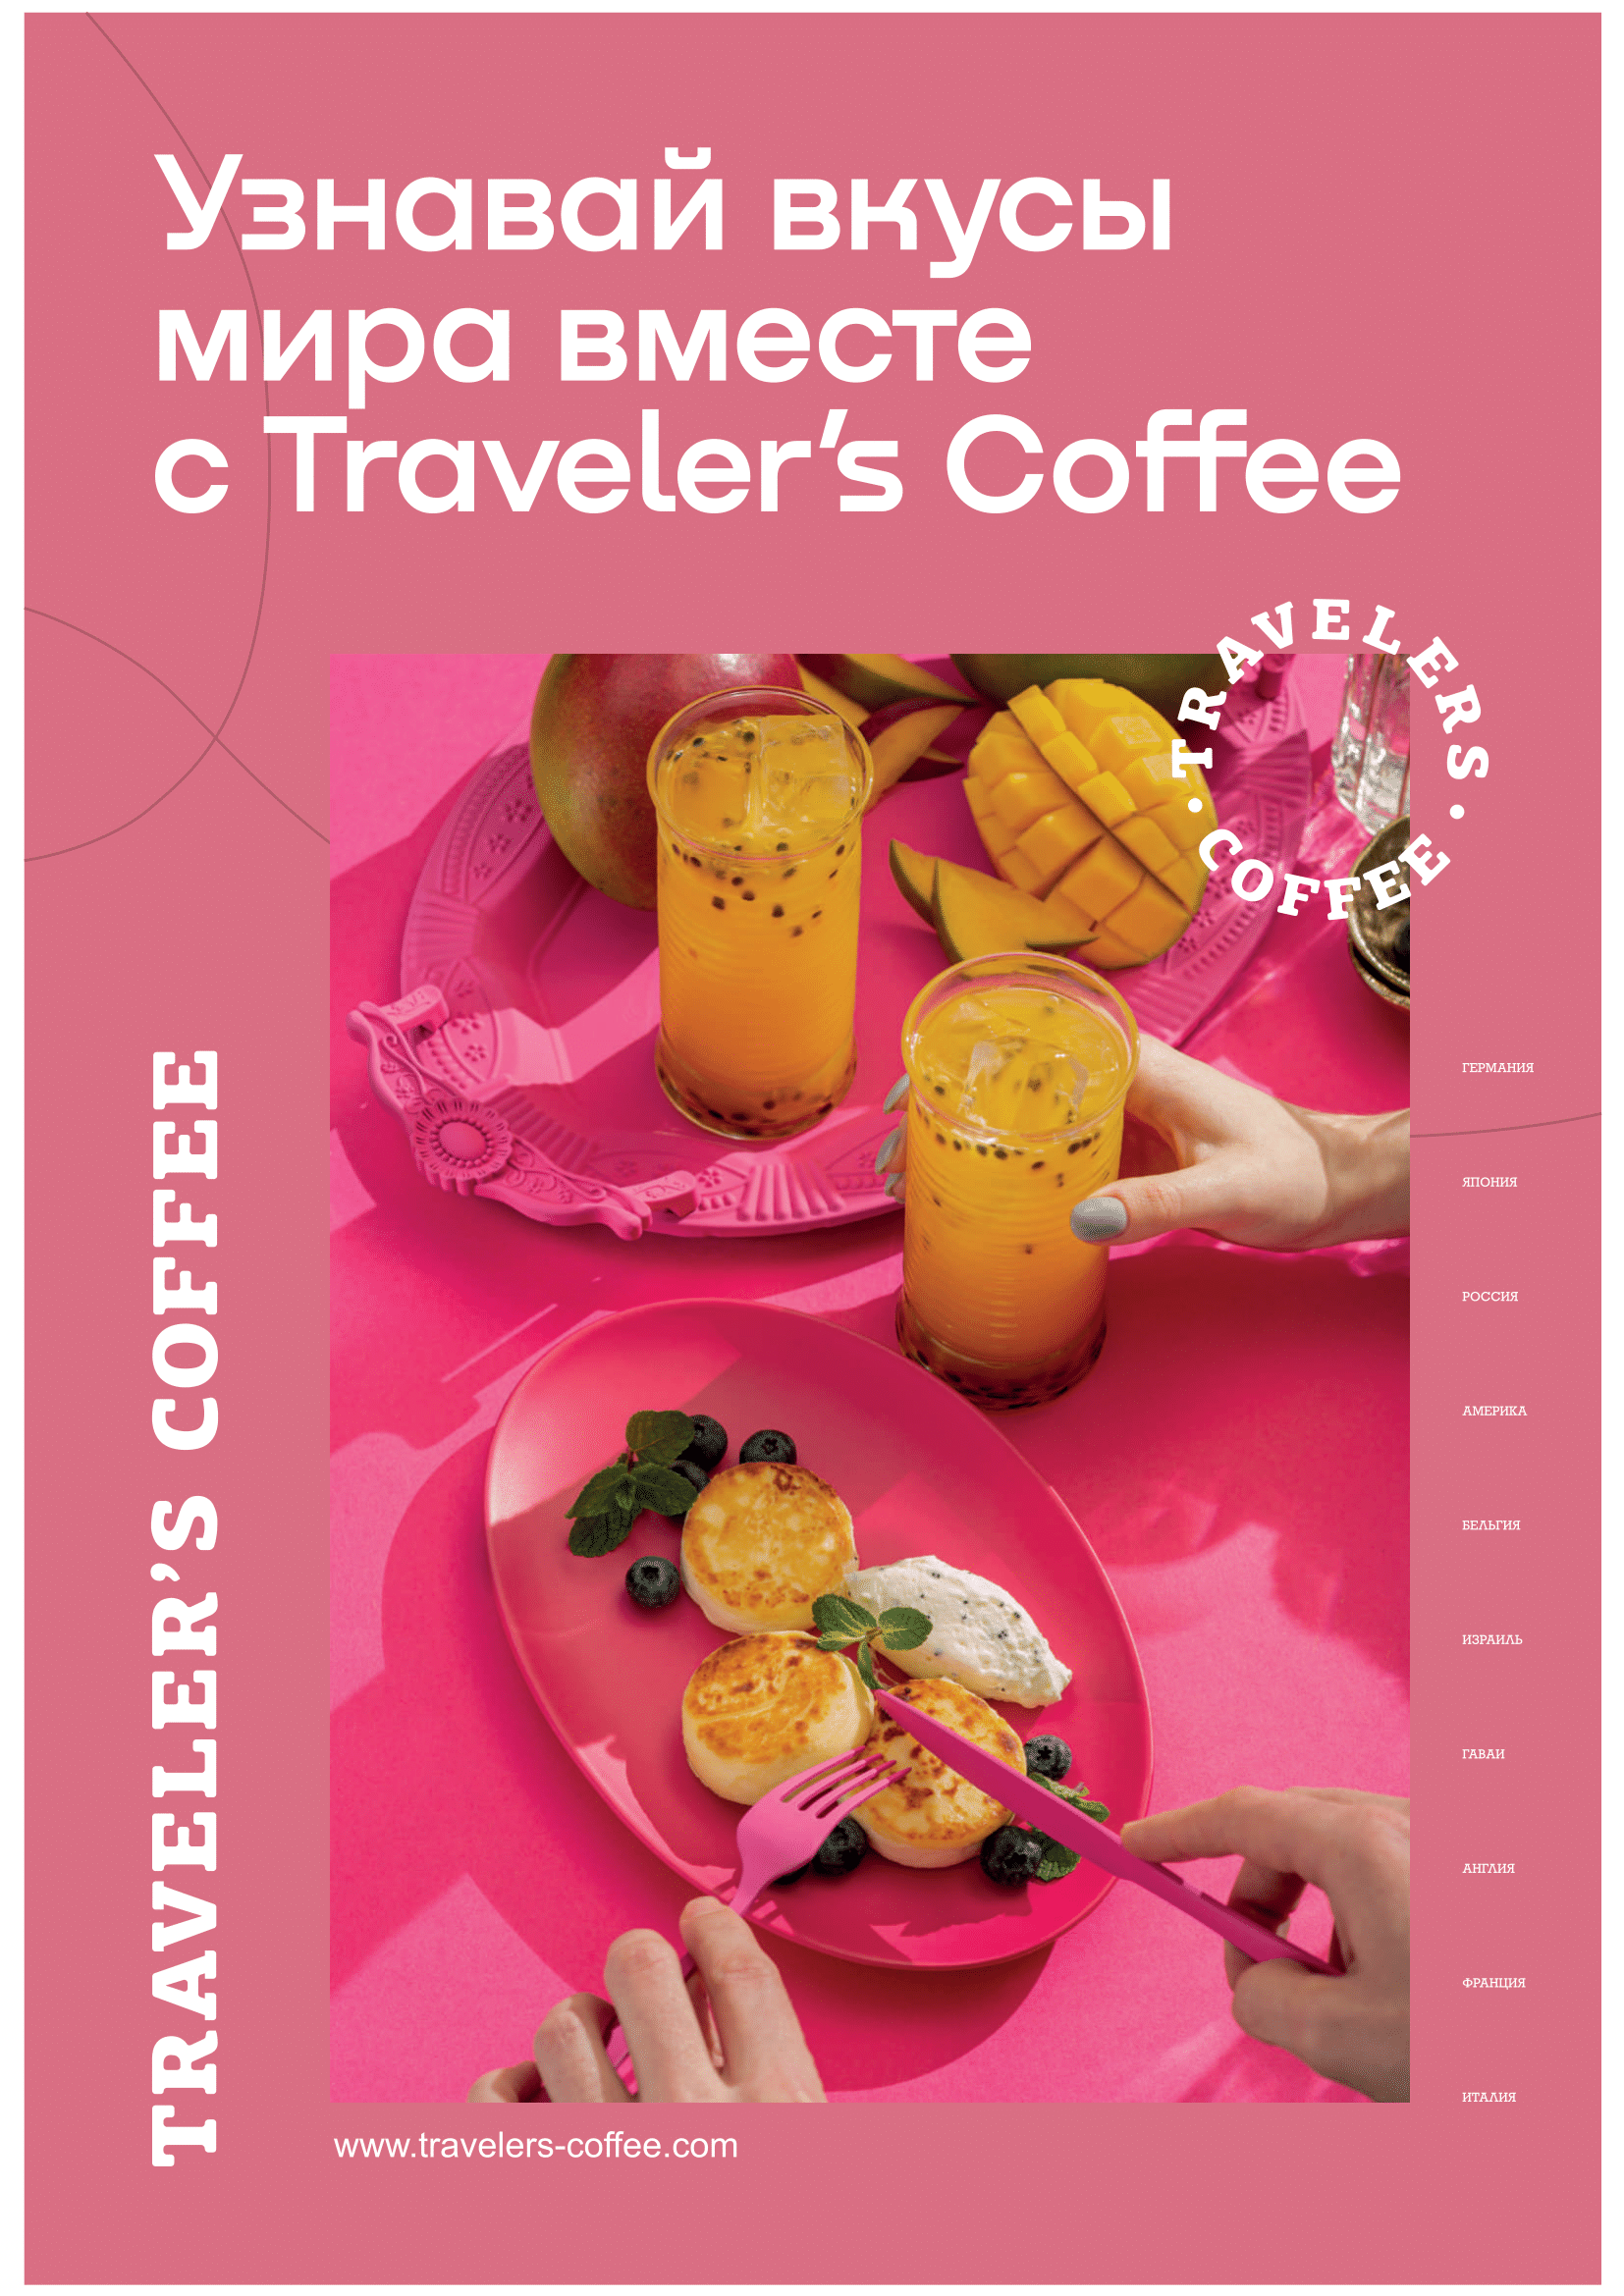 Узнавай вкусы
мира вместе
с Traveler’s Coffee
TRAVELERS
COFFEE
TRAVELER’S COFFEE
ГЕРМАНИЯ
ЯПОНИЯ
РОССИЯ
АМЕРИКА
БЕЛЬГИЯ
ИЗРАИЛЬ
ГАВАИ
АНГЛИЯ
ФРАНЦИЯ
ИТАЛИЯ
www.travelers-coffee.com